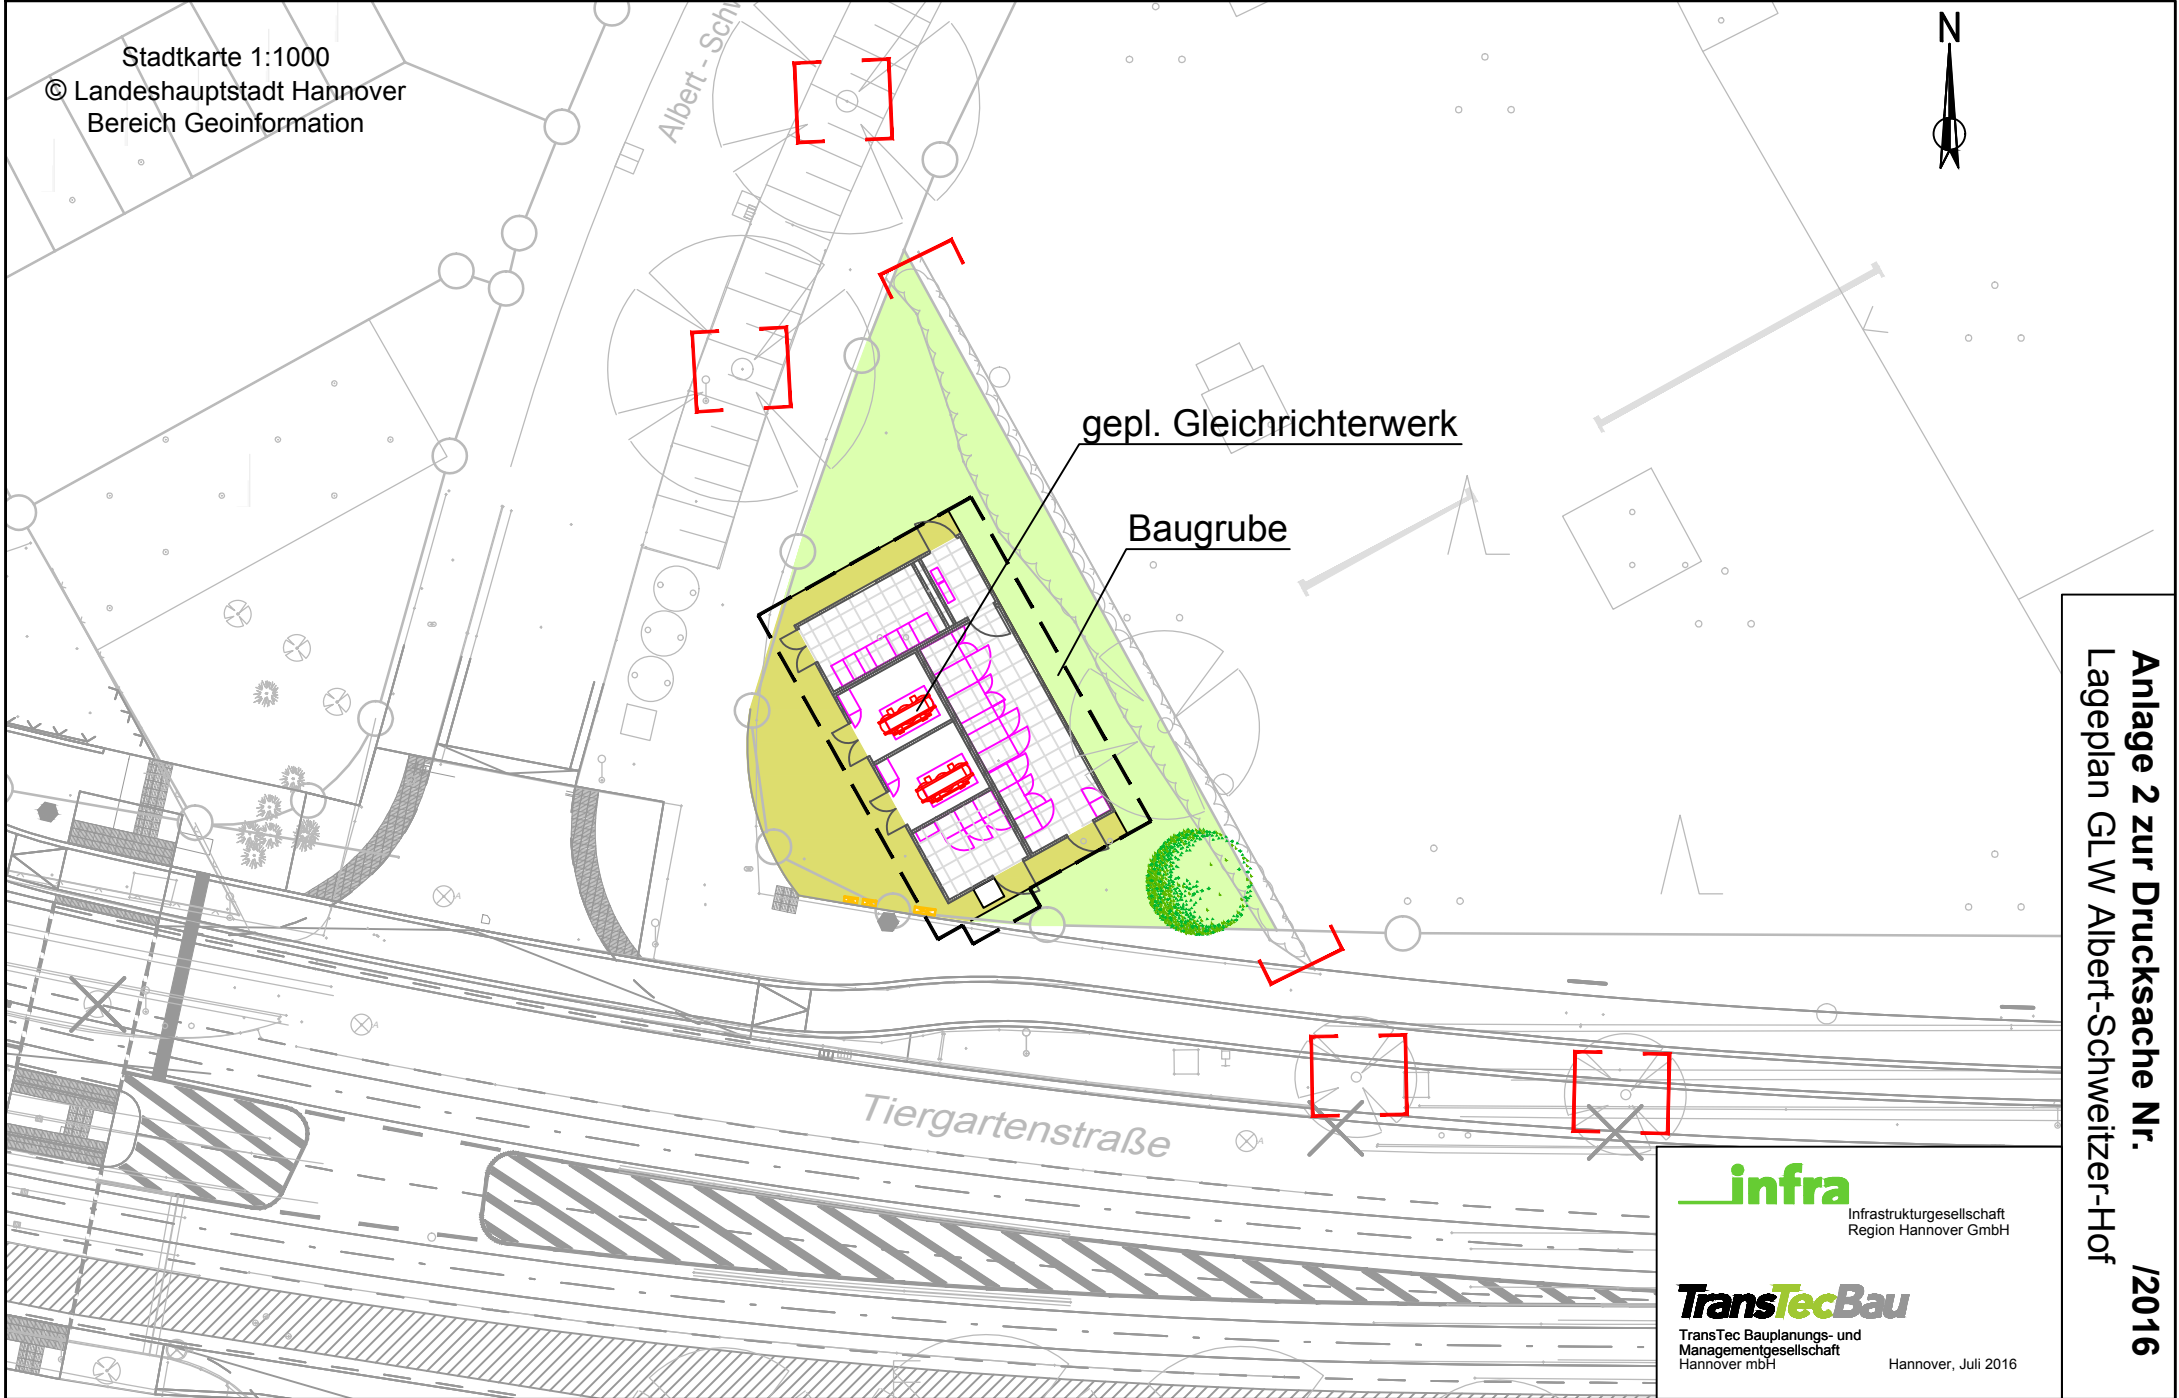 Stadtkarte 1:1000
© Landeshauptstadt Hannover
Bereich Geoinformation
Albert - Schw
N
gepl. Gleichrichterwerk
Baugrube
Tiergartenstraße
Anlage 2 zur Drucksache Nr. /2016
Lageplan GLW Albert-Schweitzer-Hof
infra
Infrastrukturgesellschaft
Region Hannover GmbH
TransTecBau
TransTec Bauplanungs- und
Managementgesellschaft
Hannover mbH Hannover, Juli 2016